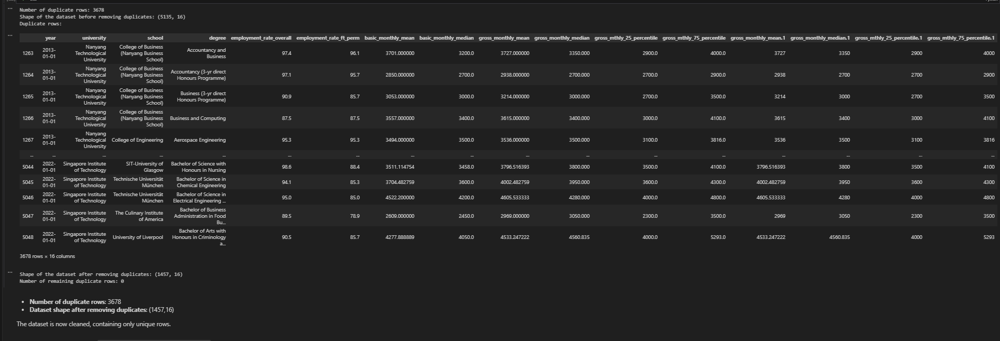 Number of duplicate rows: 3678
Shape of the dataset before removing duplicates: (5135, 16)
Duplicate rows:
year university school degree employment_rate_overall employment_rate_ft_perm basic_monthly_mean basic_monthly_median gross_monthly_mean gross_monthly_median gross_mthly_25_percentile gross_mthly_75_percentile gross_monthly_mean.1 gross_monthly_median.1 gross_mthly_25_percentile.1 gross_mthly_75_percentile.1
1263 2013-01-01 Nanyang Technological University College of Business (Nanyang Business School) Accountancy and Business 97.4 96.1 3701.000000 3200.0 3727.000000 3350.000 2900.0 4000.0 3727 3350 2900 4000
1264 2013-01-01 Nanyang Technological University College of Business (Nanyang Business School) Accountancy (3-yr direct Honours Programme) 97.1 95.7 2850.000000 2700.0 2938.000000 2700.000 2700.0 2900.0 2938 2700 2700 2900
1265 2013-01-01 Nanyang Technological University College of Business (Nanyang Business School) Business (3-yr direct Honours Programme) 90.9 85.7 3053.000000 3000.0 3214.000000 3000.000 2700.0 3500.0 3214 3000 2700 3500
1266 2013-01-01 Nanyang Technological University College of Business (Nanyang Business School) Business and Computing 87.5 87.5 3557.000000 3400.0 3615.000000 3400.000 3000.0 4100.0 3615 3400 3000 4100
1267 2013-01-01 Nanyang Technological University College of Engineering Aerospace Engineering 95.3 95.3 3494.000000 3500.0 3536.000000 3500.000 3100.0 3816.0 3536 3500 3100 3816
... ... ... ... ... ... ... ... ... ... ... ... ... ... ... ... ...
5044 2022-01-01 Singapore Institute of Technology SIT-University of Glasgow Bachelor of Science with Honours in Nursing 98.6 88.4 3511.114754 3458.0 3796.516393 3800.000 3500.0 4100.0 3796.516393 3800 3500 4100
5045 2022-01-01 Singapore Institute of Technology Technische Universität München Bachelor of Science in Chemical Engineering 94.1 85.3 3704.482759 3600.0 4002.482759 3950.000 3600.0 4300.0 4002.482759 3950 3600 4300
5046 2022-01-01 Singapore Institute of Technology Technische Universität München Bachelor of Science in Electrical Engineering ... 95.0 85.0 4522.200000 4200.0 4605.533333 4280.000 4000.0 4800.0 4605.533333 4280 4000 4800
5047 2022-01-01 Singapore Institute of Technology The Culinary Institute of America Bachelor of Business Administration in Food Bu... 89.5 78.9 2609.000000 2450.0 2969.000000 3050.000 2300.0 3500.0 2969 3050 2300 3500
5048 2022-01-01 Singapore Institute of Technology University of Liverpool Bachelor of Arts with Honours in Criminology a... 90.5 85.7 4277.888889 4050.0 4533.247222 4560.835 4000.0 5293.0 4533.247222 4560.835 4000 5293
3678 rows × 16 columns
Shape of the dataset after removing duplicates: (1457, 16)
Number of remaining duplicate rows: 0
• Number of duplicate rows: 3678
• Dataset shape after removing duplicates: (1457,16)
The dataset is now cleaned, containing only unique rows.